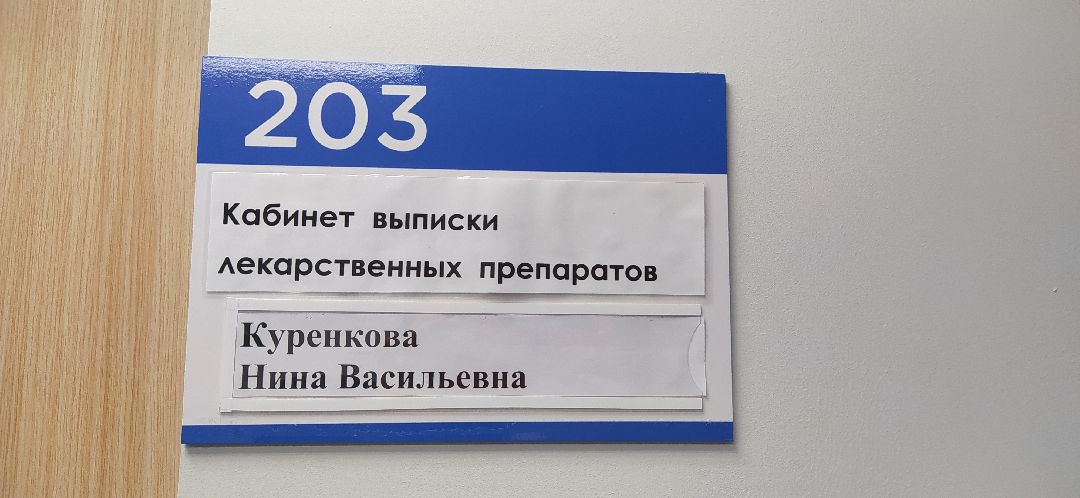 203
Кабинет выписки
лекарственных препаратов
Куренкова
Нина Васильевна